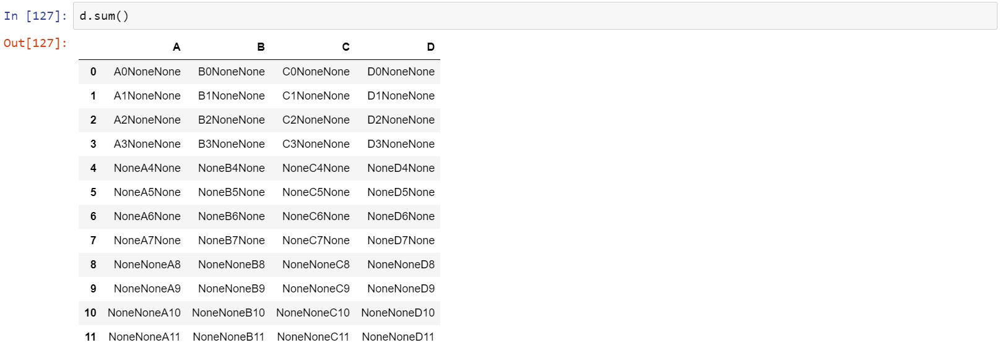 In [127]: d.sum()
Out[127]:
A B C D
0 A0NoneNone B0NoneNone C0NoneNone D0NoneNone
1 A1NoneNone B1NoneNone C1NoneNone D1NoneNone
2 A2NoneNone B2NoneNone C2NoneNone D2NoneNone
3 A3NoneNone B3NoneNone C3NoneNone D3NoneNone
4 NoneA4None NoneB4None NoneC4None NoneD4None
5 NoneA5None NoneB5None NoneC5None NoneD5None
6 NoneA6None NoneB6None NoneC6None NoneD6None
7 NoneA7None NoneB7None NoneC7None NoneD7None
8 NoneNoneA8 NoneNoneB8 NoneNoneC8 NoneNoneD8
9 NoneNoneA9 NoneNoneB9 NoneNoneC9 NoneNoneD9
10 NoneNoneA10 NoneNoneB10 NoneNoneC10 NoneNoneD10
11 NoneNoneA11 NoneNoneB11 NoneNoneC11 NoneNoneD11